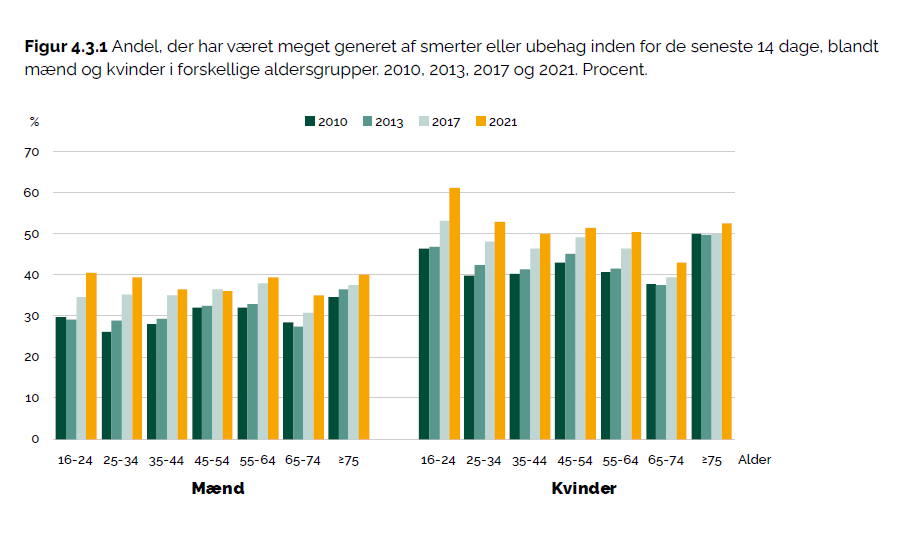 Figur 4.3.1 Andel, der har været meget generet af smerter eller ubehag inden for de seneste 14 dage, blandt
mænd og kvinder i forskellige aldersgrupper. 2010, 2013, 2017 og 2021. Procent.
% 2010 2013 2017 2021
70
60
50
40
30
20
10
0
16-24 25-34 35-44 45-54 55-64 65-74 ≥75 16-24 25-34 35-44 45-54 55-64 65-74 ≥75 Alder
Mænd Kvinder